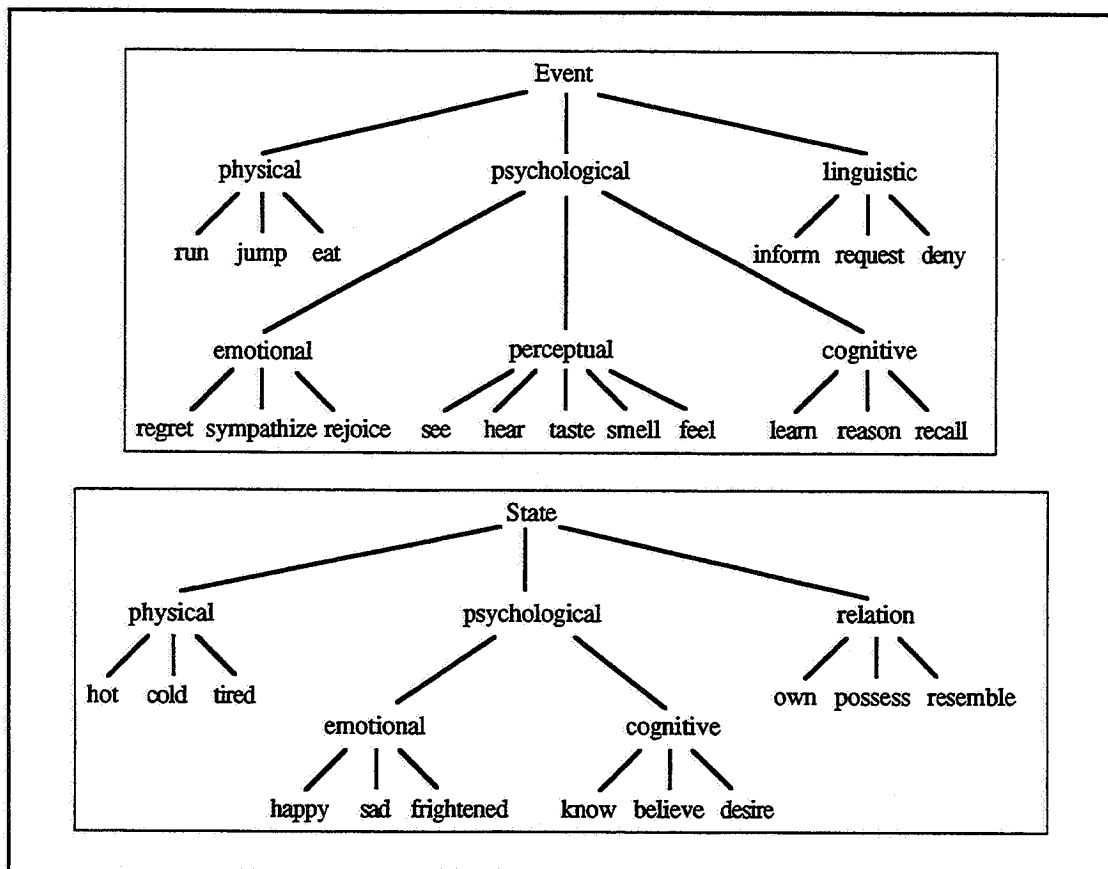 Event
physical psychological linguistic
run jump eat inform request deny
emotional perceptual cognitive
regret sympathize rejoice see hear taste smell feel learn reason recall
State
physical psychological relation
hot cold tired own possess resemble
emotional cognitive
happy sad frightened know believe desire